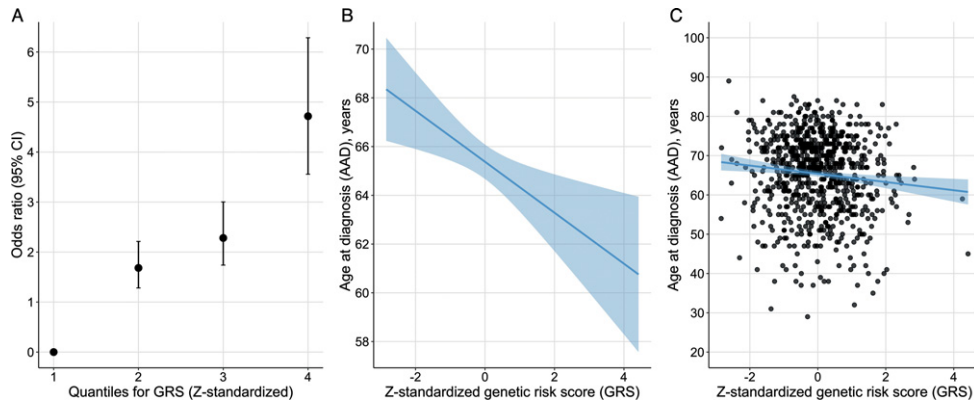 A
Odds ratio (95% CI)
6
5
4
3
2
1
0
1 2 3 4
Quantiles for GRS (Z-standardized)
B
Age at diagnosis (AAD), years
70
68
66
64
62
60
58
-2 0 2 4
Z-standardized genetic risk score (GRS)
C
Age at diagnosis (AAD), years
100
90
80
70
60
50
40
30
20
-2 0 2 4
Z-standardized genetic risk score (GRS)